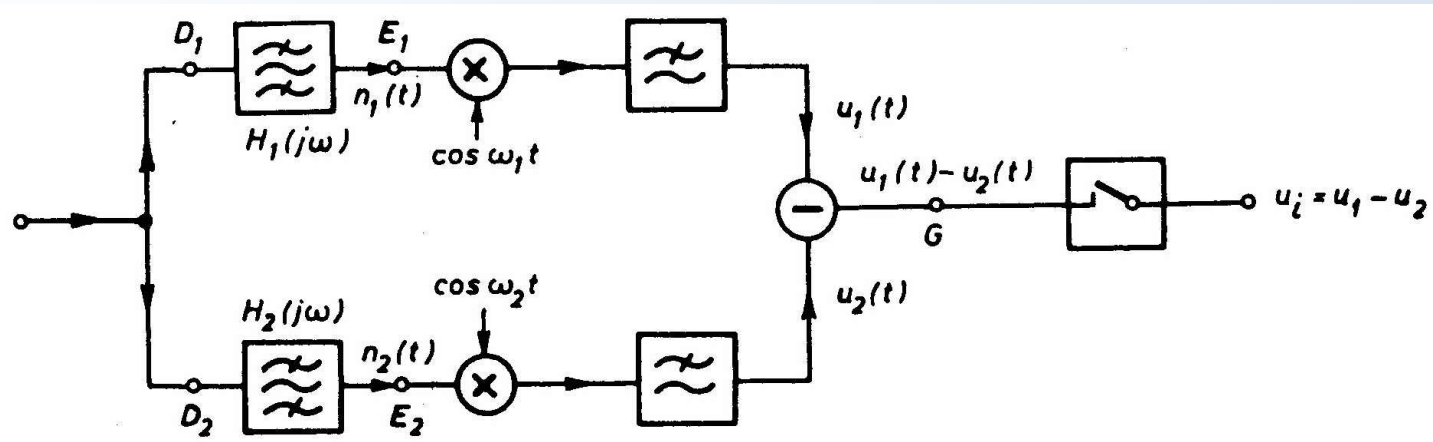 D₁
E₁
n₁(t)
H₁(jω)
cos ω₁t
u₁(t)
u₁(t)-u₂(t)
G
uᵢ = u₁ - u₂
cos ω₂t
u₂(t)
H₂(jω)
n₂(t)
D₂
E₂